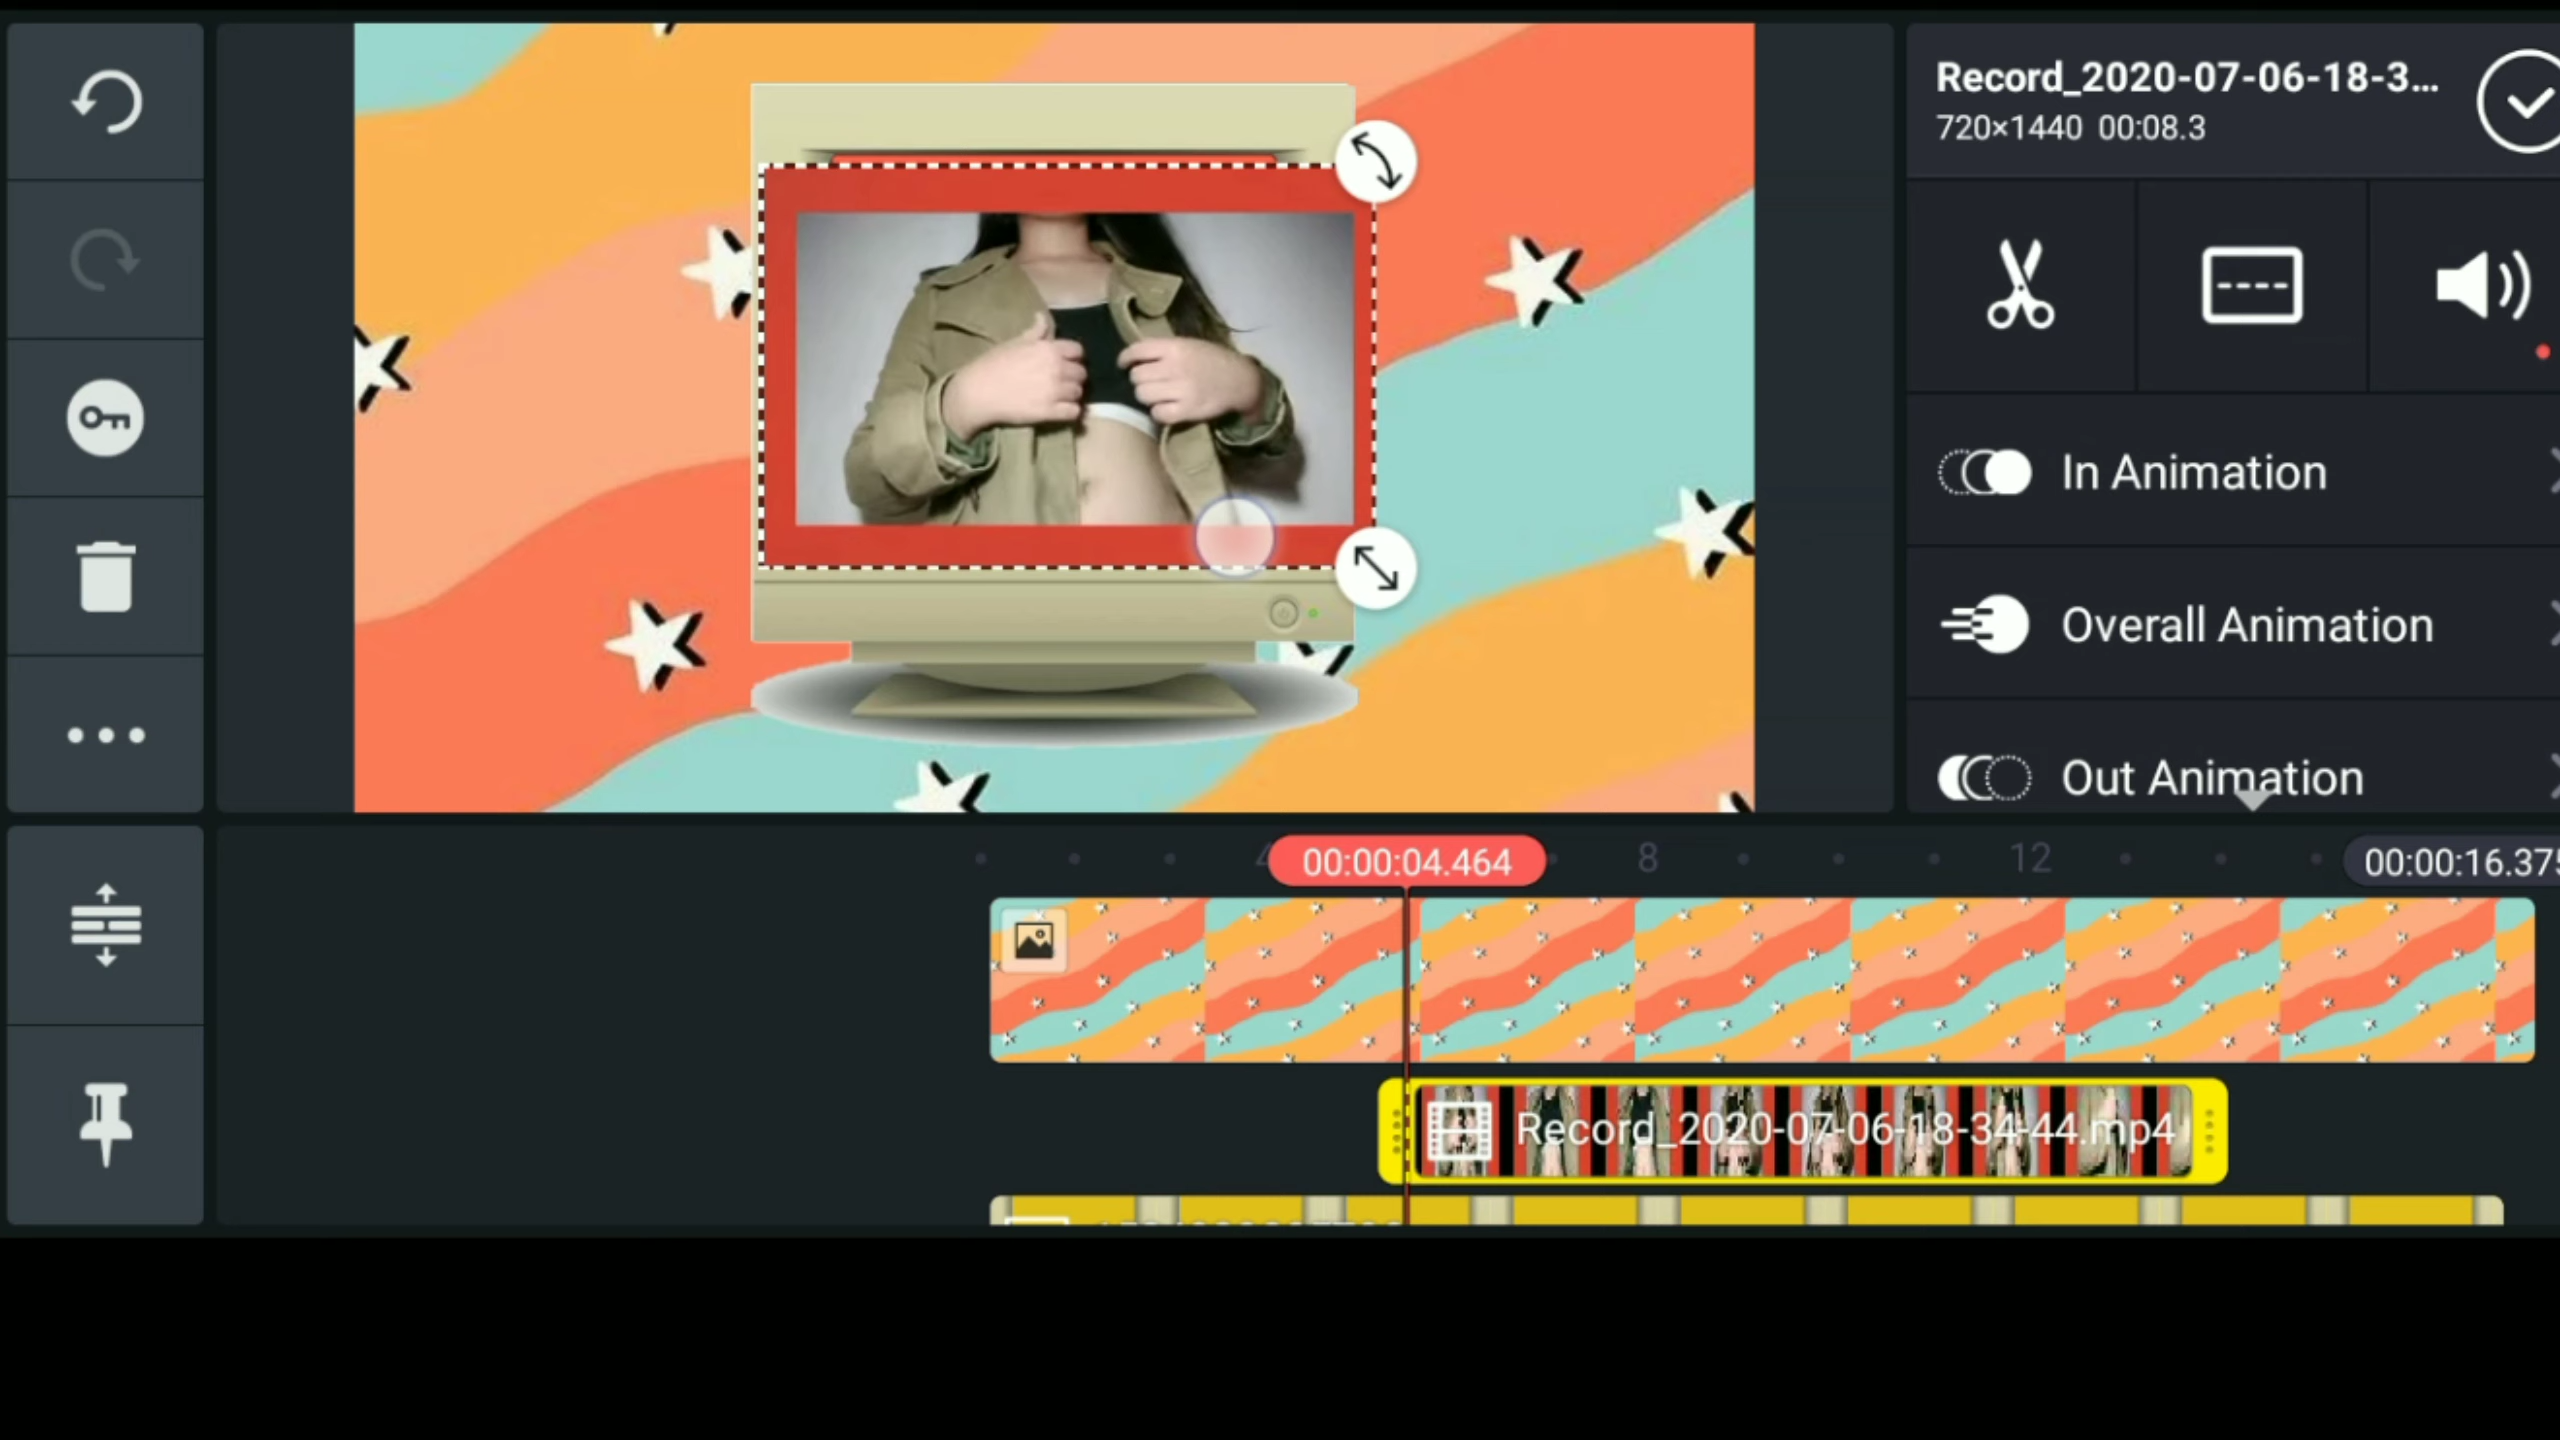 Record_2020-07-06-18-3...
720×1440 00:08.3
In Animation
Overall Animation
Out Animation
4
00:00:04.464
8
12
00:00:16.375
Record_2020-07-06-18-34-44.mp4